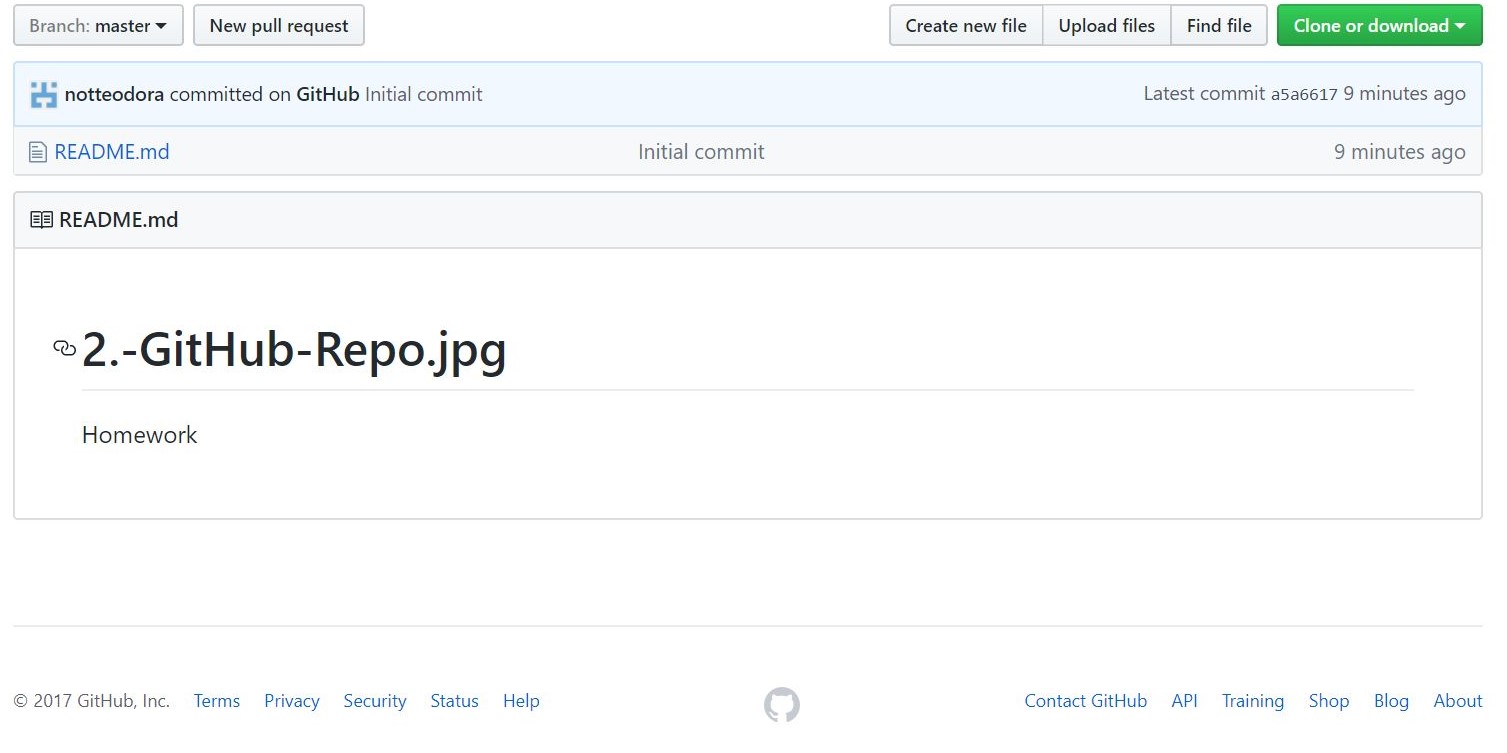 Branch: master New pull request Create new file Upload files Find file Clone or download
notteodora committed on GitHub Initial commit Latest commit a5a6617 9 minutes ago
README.md Initial commit 9 minutes ago
README.md
2.-GitHub-Repo.jpg
Homework
© 2017 GitHub, Inc. Terms Privacy Security Status Help Contact GitHub API Training Shop Blog About